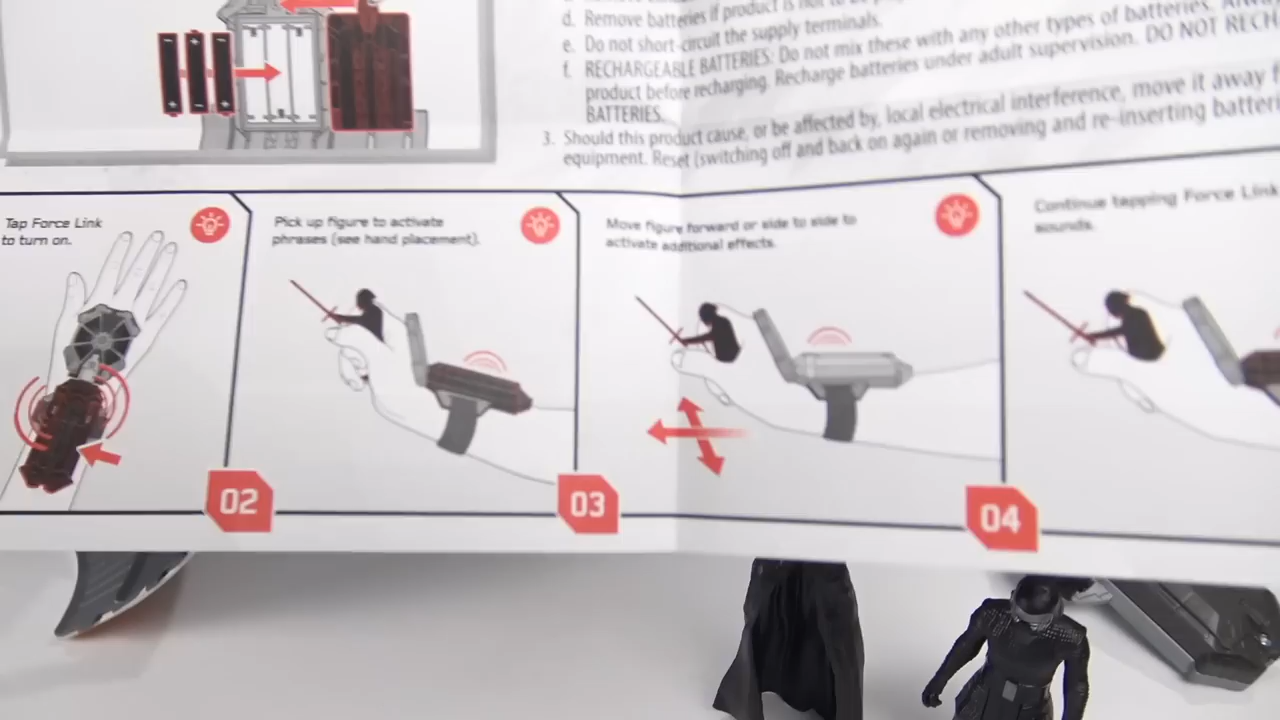 d. Remove batteries if product is not to be
e. Do not short-circuit the supply terminals.
f. RECHARGEABLE BATTERIES: Do not mix these with any other types of batteries.
product before recharging. Recharge batteries under adult supervision. DO NOT RECH
BATTERIES.
3. Should this product cause, or be affected by, local electrical interference, move it away f
equipment. Reset (switching off and back on again or removing and re-inserting batteri
Tap Force Link
to turn on.
Pick up figure to activate
phrases (see hand placement).
Move figure forward or side to side to
activate additional effects.
Continue tapping Force Link
sounds.
02
03
04